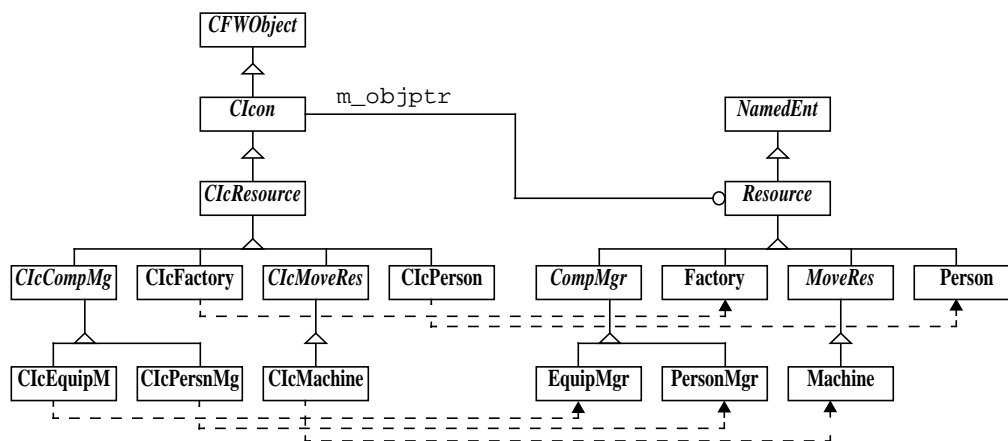 CFWObject
m_objptr
CIcon
NamedEnt
CIcResource
Resource
CIcCompMg CIcFactory CIcMoveRes CIcPerson CompMgr Factory MoveRes Person
CIcEquipM CIcPersnMg CIcMachine EquipMgr PersonMgr Machine